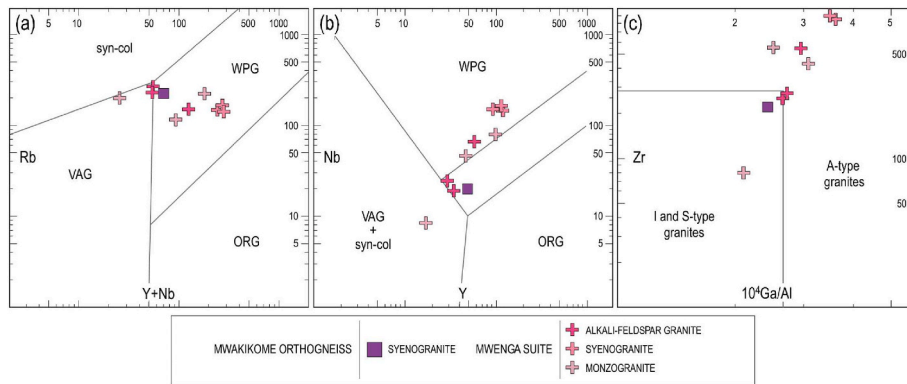 (a)
5 10 50 100 500 1000
syn-col
WPG
1000
500
100
50
10
5
Rb
VAG
ORG
Y+Nb
(b)
5 10 50 100 500 1000
WPG
1000
500
100
50
10
5
Nb
VAG
+
syn-col
ORG
Y
(c)
2 3 4 5
500
100
50
Zr
A-type
granites
I and S-type
granites
10⁴Ga/Al
MWAKIKOME ORTHOGNEISS
SYENOGRANITE
MWENGA SUITE
ALKALI-FELDSPAR GRANITE
SYENOGRANITE
MONZOGRANITE